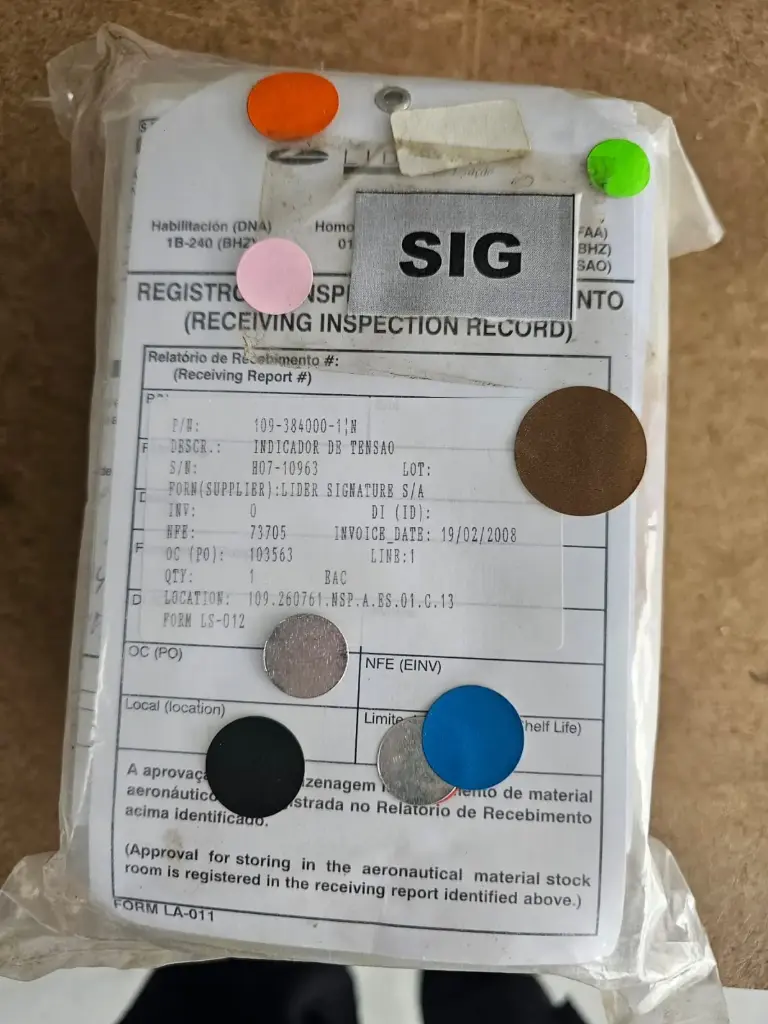 Habilitación (DNA) Homo
1B-240 (BHZ) 01 FAA)
BHZ)
SAO)
SIG
REGISTRO INSP NTO
(RECEIVING INSPECTION RECORD)
Relatório de Recebimento #:
(Receiving Report #)
P/N: 109-384000-1¦N
DESCR.: INDICADOR DE TENSAO
S/N: H07-10963 LOT:
FORN(SUPPLIER):LIDER SIGNATURE S/A
INV: 0 DI (ID):
NFE: 73705 INVOICE_DATE: 19/02/2008
OC (PO): 103563 LINE:1
QTY: 1 BAC
LOCATION: 109.260761.NSP.A.ES.01.C.13
FORM LS-012
OC (PO) NFE (EINV)
Local (location) Limite helf Life)
A aprovaç zenagem ento de material
aeronáutico istrada no Relatório de Recebimento
acima identificado.
(Approval for storing in the aeronautical material stock
room is registered in the receiving report identified above.)
FORM LA-011